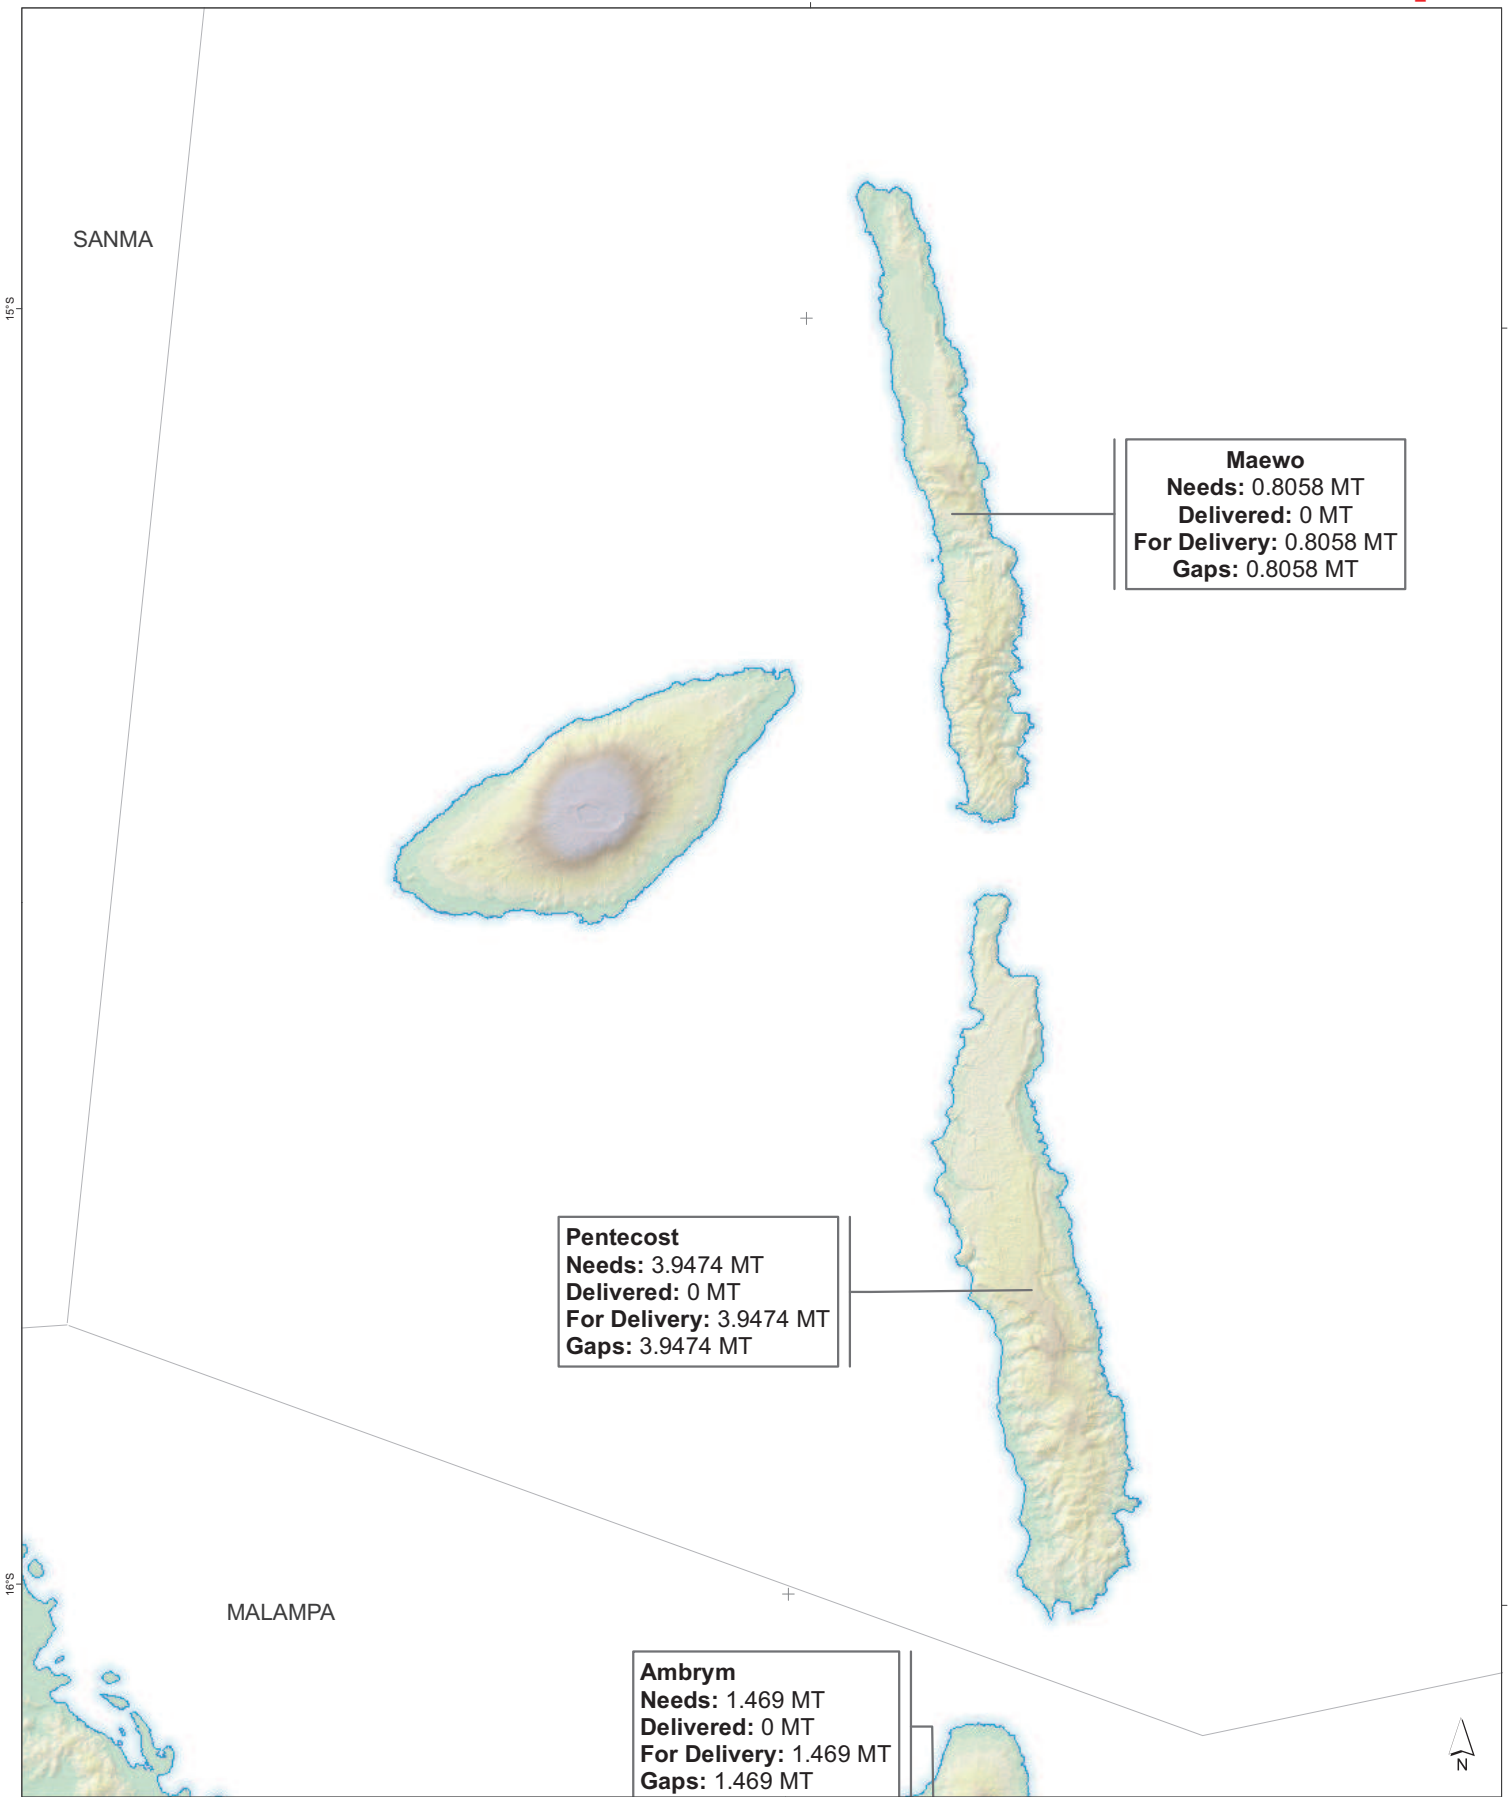 SANMA
15°S
Maewo
Needs: 0.8058 MT
Delivered: 0 MT
For Delivery: 0.8058 MT
Gaps: 0.8058 MT
Pentecost
Needs: 3.9474 MT
Delivered: 0 MT
For Delivery: 3.9474 MT
Gaps: 3.9474 MT
16°S
MALAMPA
Ambrym
Needs: 1.469 MT
Delivered: 0 MT
For Delivery: 1.469 MT
Gaps: 1.469 MT
N